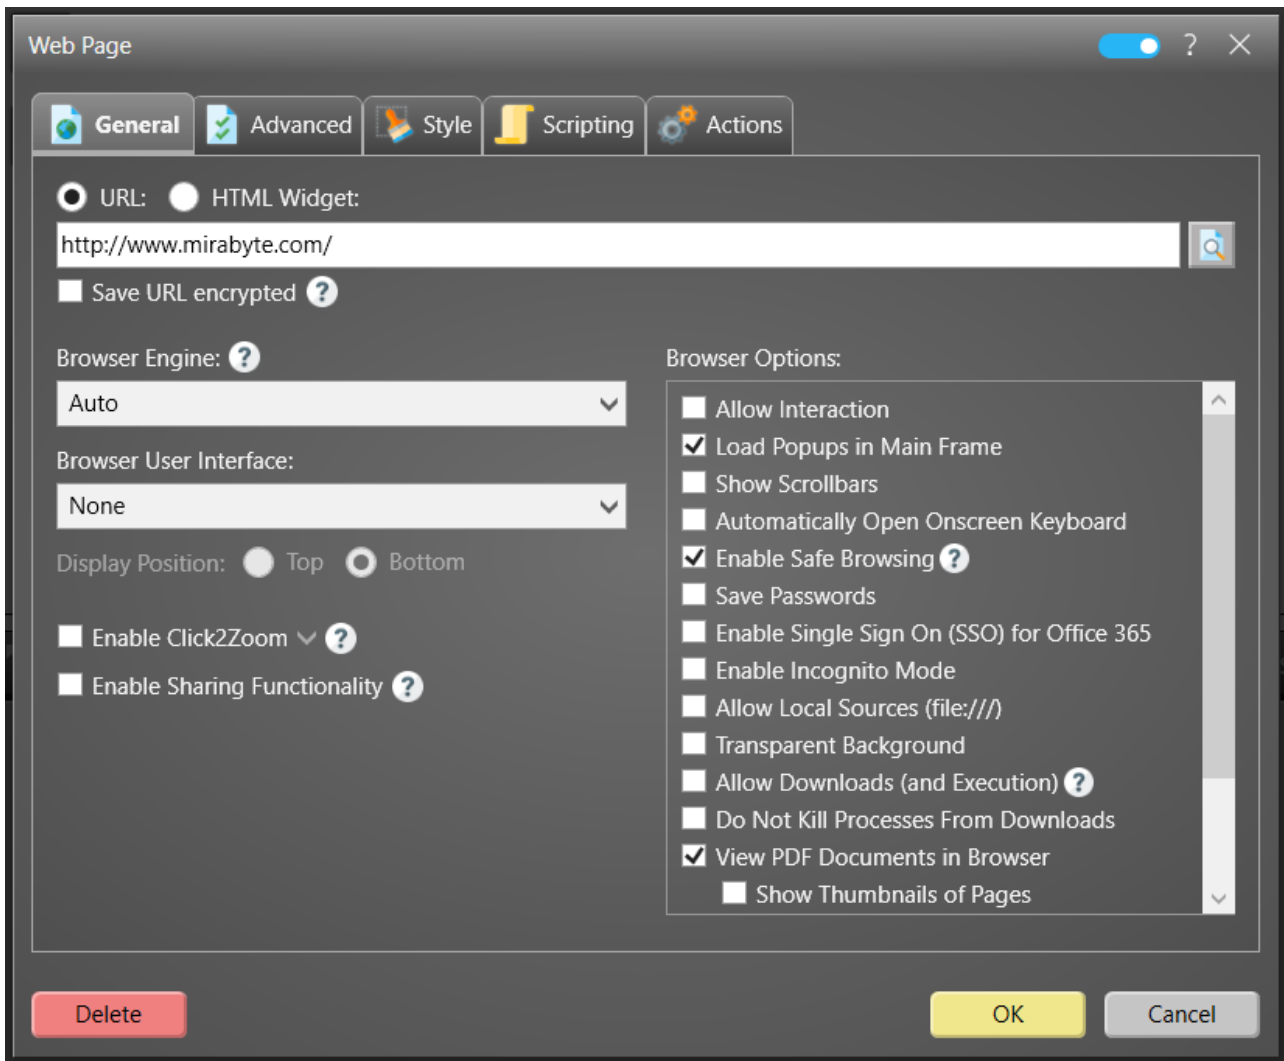 Web Page ?
General Advanced Style Scripting Actions
URL: HTML Widget:
http://www.mirabyte.com/
Save URL encrypted ?
Browser Engine: ?
Auto
Browser User Interface:
None
Display Position: Top Bottom
Enable Click2Zoom ?
Enable Sharing Functionality ?
Browser Options:
Allow Interaction
Load Popups in Main Frame
Show Scrollbars
Automatically Open Onscreen Keyboard
Enable Safe Browsing ?
Save Passwords
Enable Single Sign On (SSO) for Office 365
Enable Incognito Mode
Allow Local Sources (file:///)
Transparent Background
Allow Downloads (and Execution) ?
Do Not Kill Processes From Downloads
View PDF Documents in Browser
Show Thumbnails of Pages
Delete OK Cancel